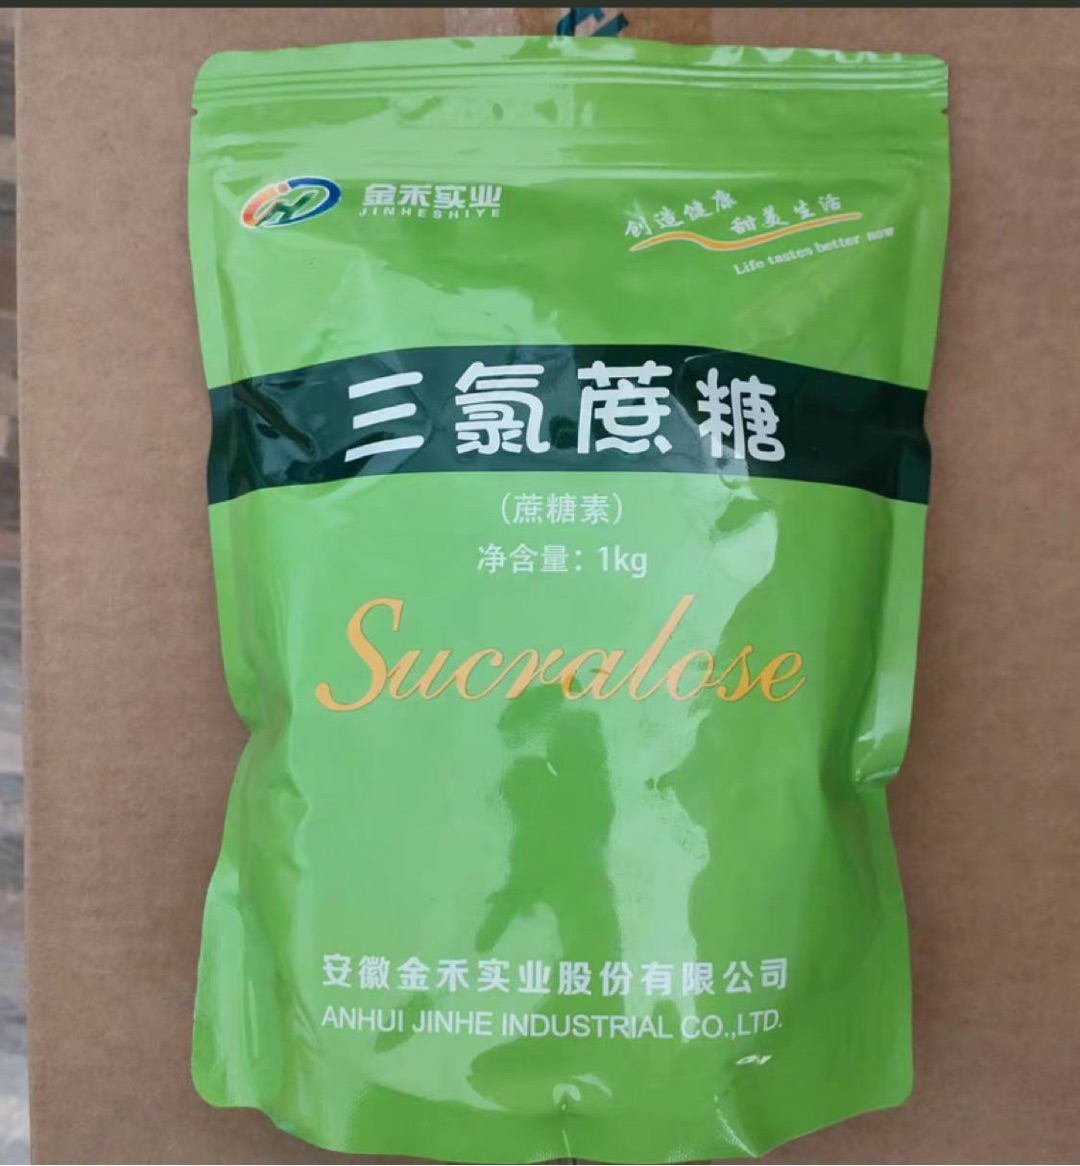 金禾实业
JINHESHIYE
创造健康
甜美生活
Life tastes better now
三氯蔗糖
(蔗糖素)
净含量：1kg
Sucralose
安徽金禾实业股份有限公司
ANHUI JINHE INDUSTRIAL CO.,LTD.